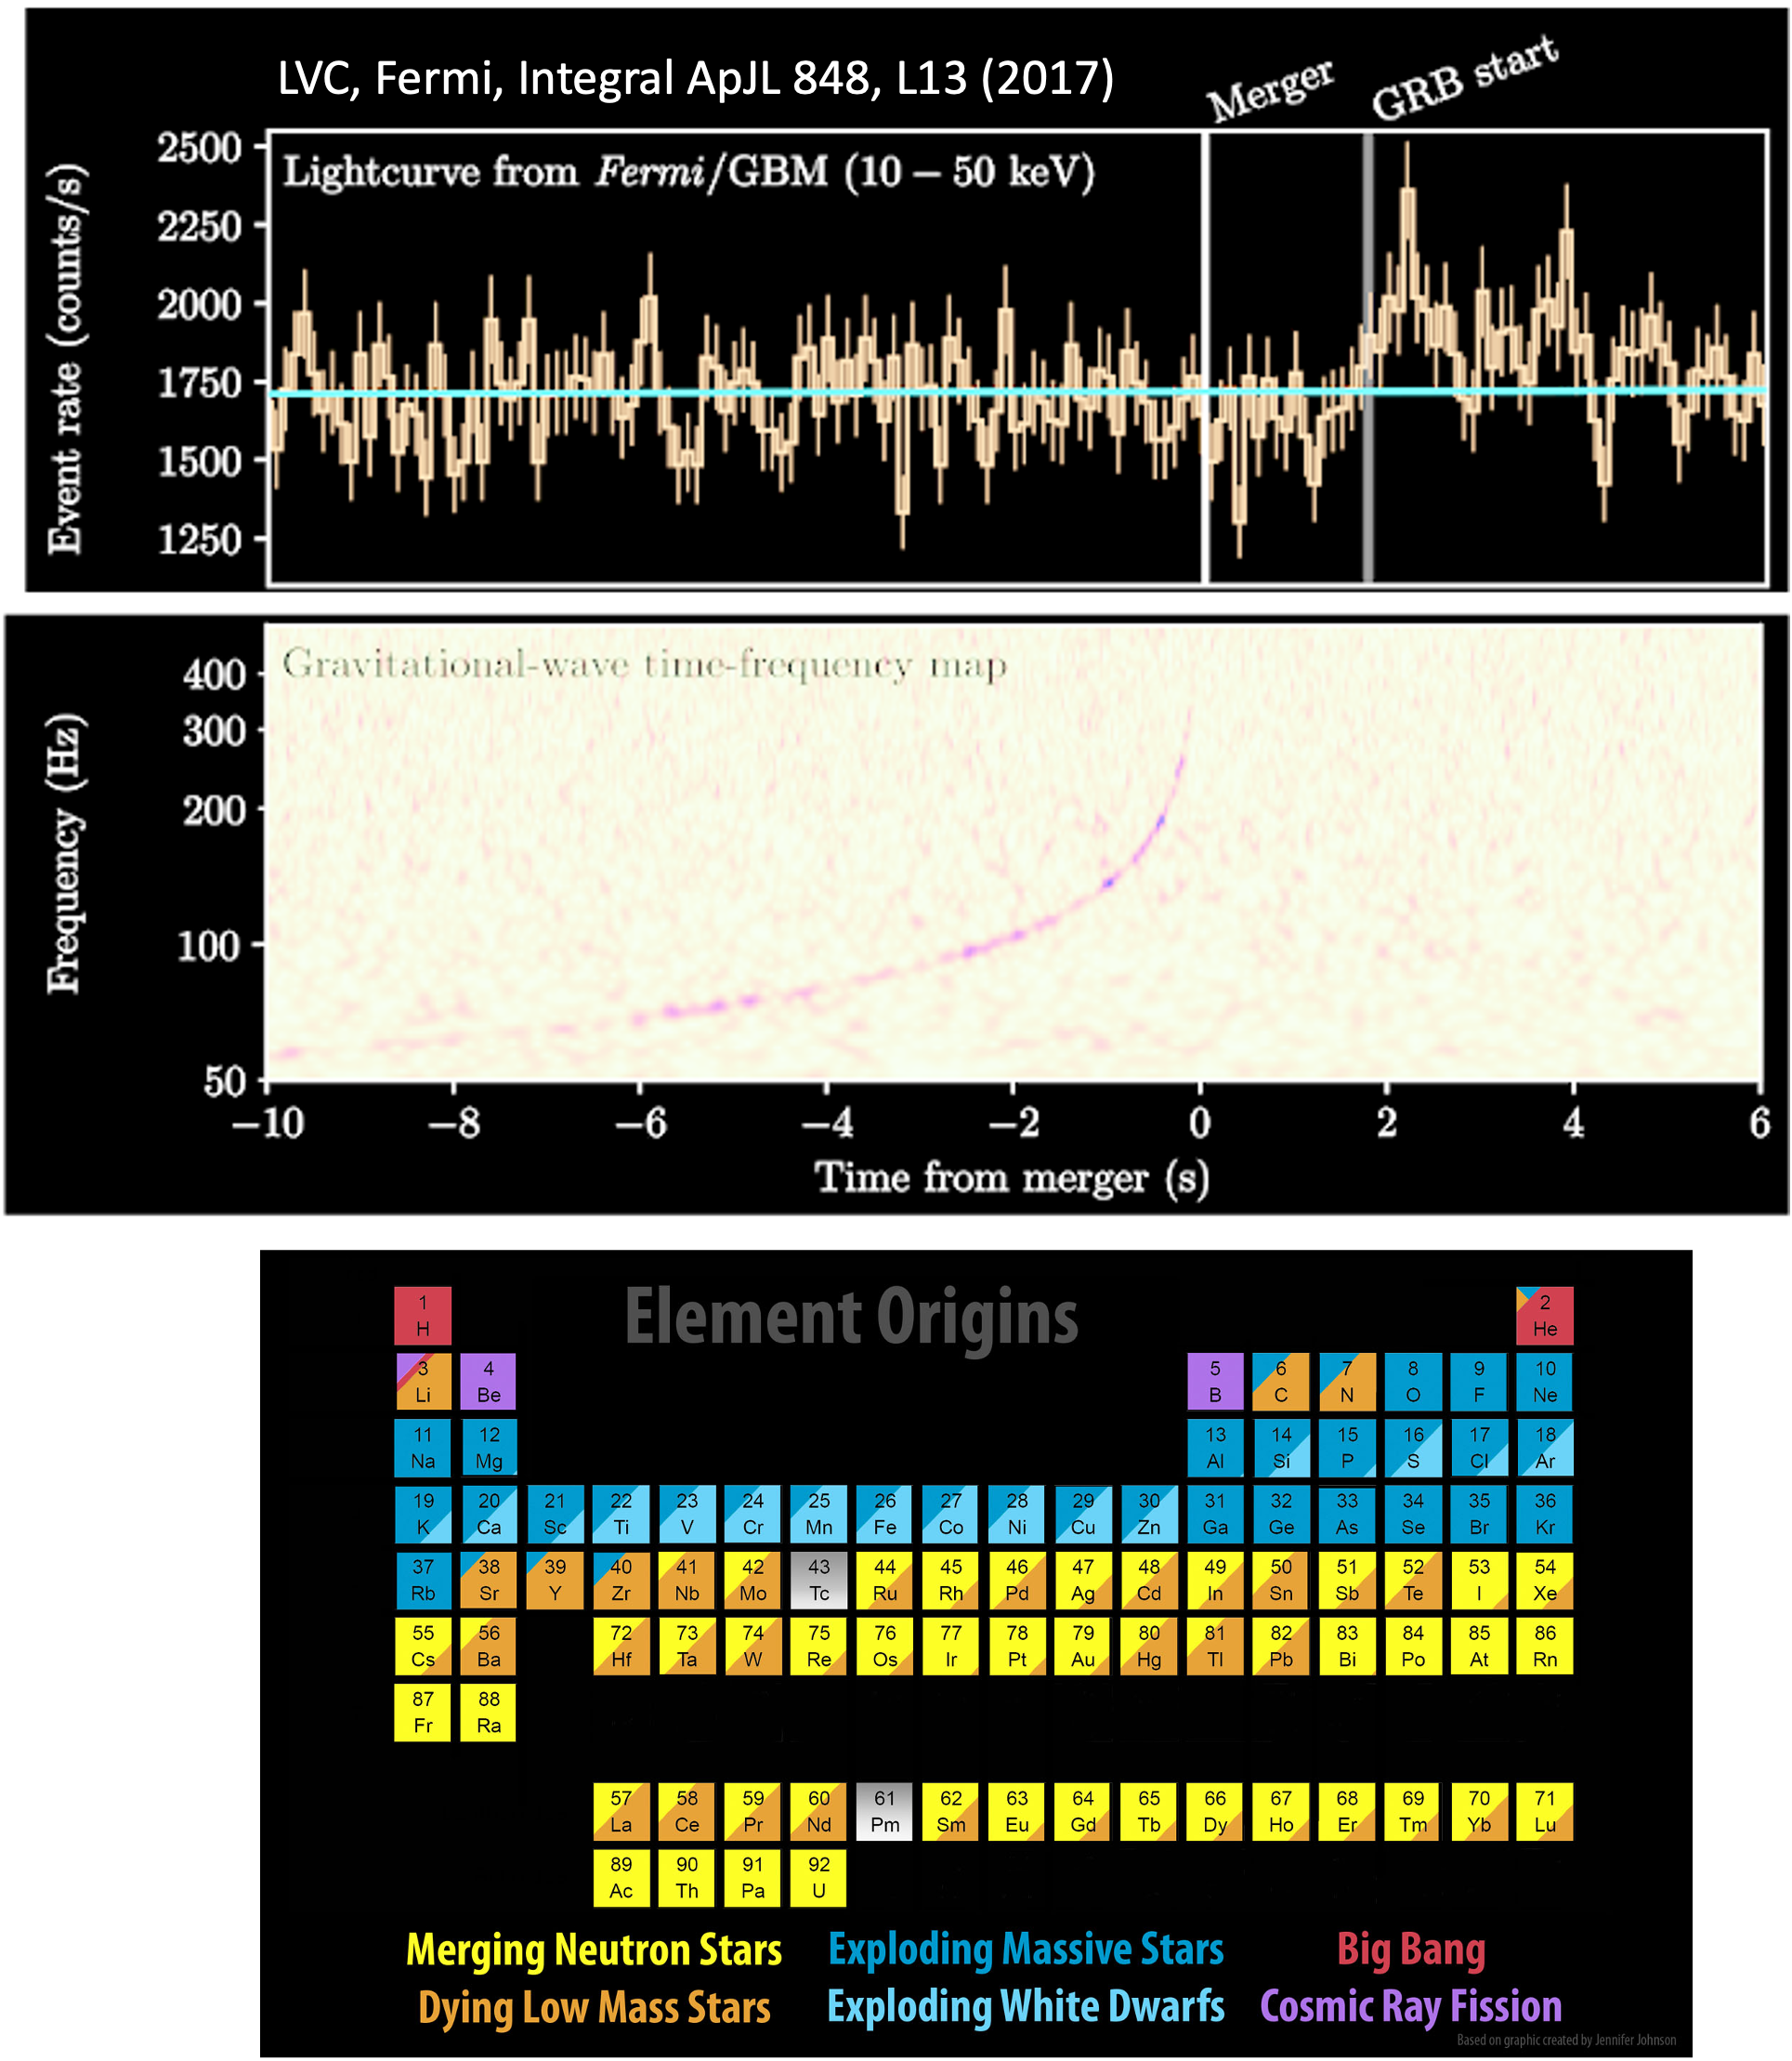 LVC, Fermi, Integral ApJL 848, L13 (2017)
Merger
GRB start
Lightcurve from Fermi/GBM (10 – 50 keV)
Event rate (counts/s)
2500
2250
2000
1750
1500
1250
Gravitational-wave time-frequency map
Frequency (Hz)
400
300
200
100
50
−10 −8 −6 −4 −2 0 2 4 6
Time from merger (s)
Element Origins
1 2
H He
3 4 5 6 7 8 9 10
Li Be B C N O F Ne
11 12 13 14 15 16 17 18
Na Mg Al Si P S Cl Ar
19 20 21 22 23 24 25 26 27 28 29 30 31 32 33 34 35 36
K Ca Sc Ti V Cr Mn Fe Co Ni Cu Zn Ga Ge As Se Br Kr
37 38 39 40 41 42 43 44 45 46 47 48 49 50 51 52 53 54
Rb Sr Y Zr Nb Mo Tc Ru Rh Pd Ag Cd In Sn Sb Te I Xe
55 56 72 73 74 75 76 77 78 79 80 81 82 83 84 85 86
Cs Ba Hf Ta W Re Os Ir Pt Au Hg Tl Pb Bi Po At Rn
87 88
Fr Ra
57 58 59 60 61 62 63 64 65 66 67 68 69 70 71
La Ce Pr Nd Pm Sm Eu Gd Tb Dy Ho Er Tm Yb Lu
89 90 91 92
Ac Th Pa U
Merging Neutron Stars Exploding Massive Stars Big Bang
Dying Low Mass Stars Exploding White Dwarfs Cosmic Ray Fission
Based on graphic created by Jennifer Johnson